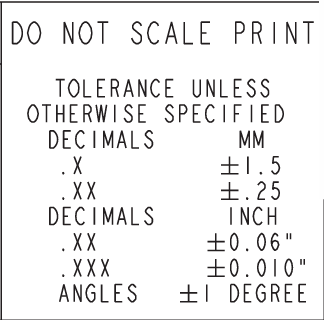 DO NOT SCALE PRINT
TOLERANCE UNLESS
OTHERWISE SPECIFIED
DECIMALS MM
.X ±1.5
.XX ±.25
DECIMALS INCH
.XX ±0.06"
.XXX ±0.010"
ANGLES ±1 DEGREE